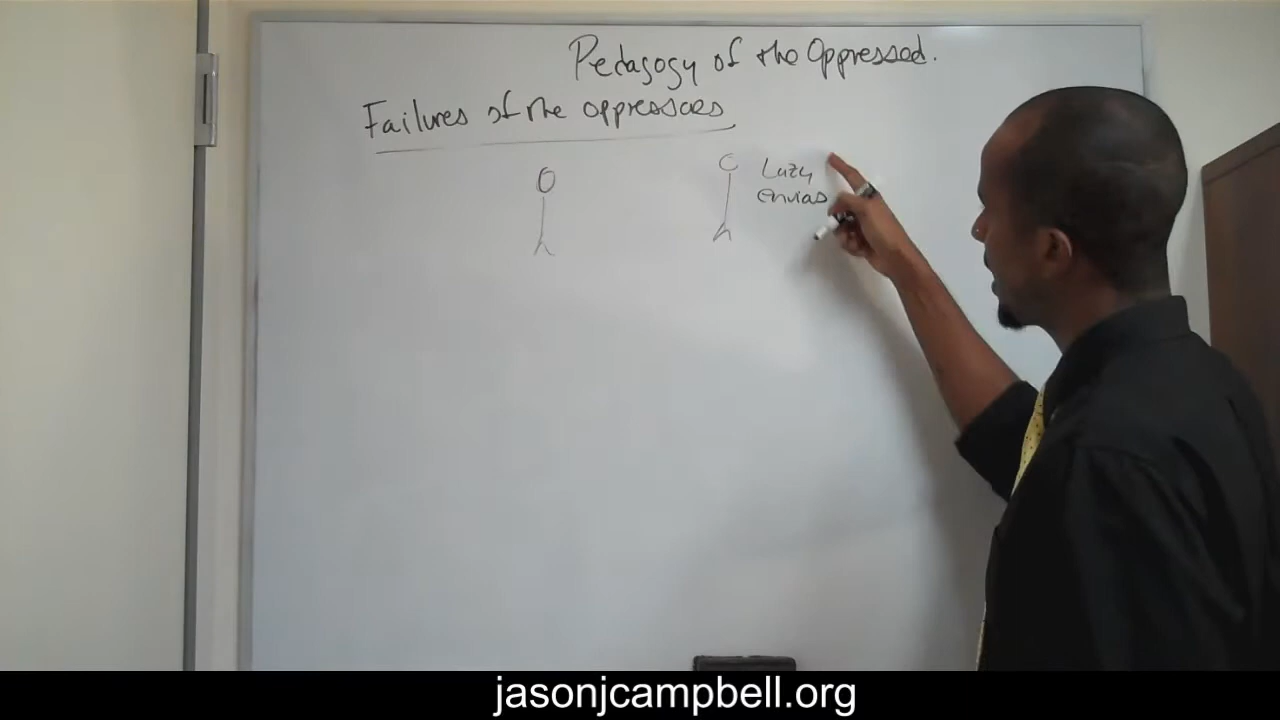 Pedagogy of the Oppressed.
Failures of the oppressors
Lazy
envious
jasonjcampbell.org